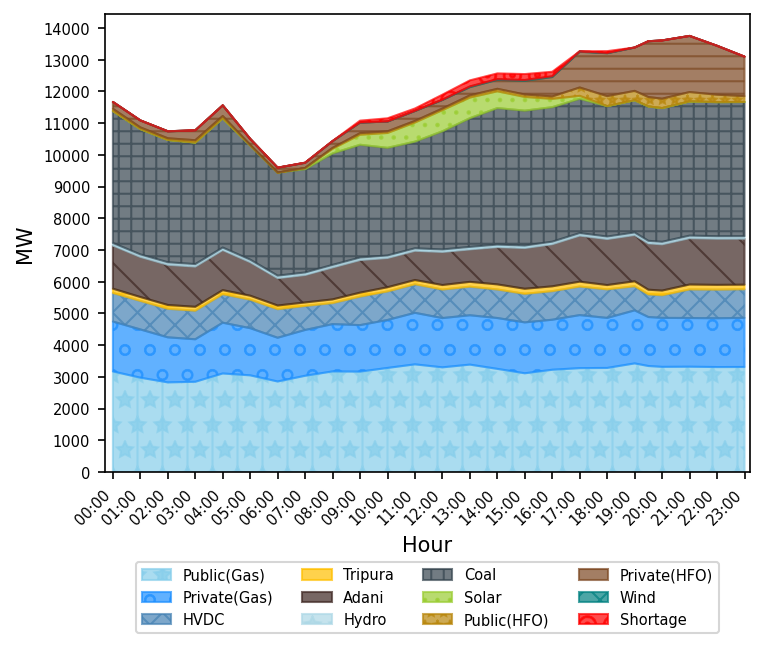 MW
14000
13000
12000
11000
10000
9000
8000
7000
6000
5000
4000
3000
2000
1000
0
00:00 01:00 02:00 03:00 04:00 05:00 06:00 07:00 08:00 09:00 10:00 11:00 12:00 13:00 14:00 15:00 16:00 17:00 18:00 19:00 20:00 21:00 22:00 23:00
Hour
Public(Gas) Tripura Coal Private(HFO)
Private(Gas) Adani Solar Wind
HVDC Hydro Public(HFO) Shortage